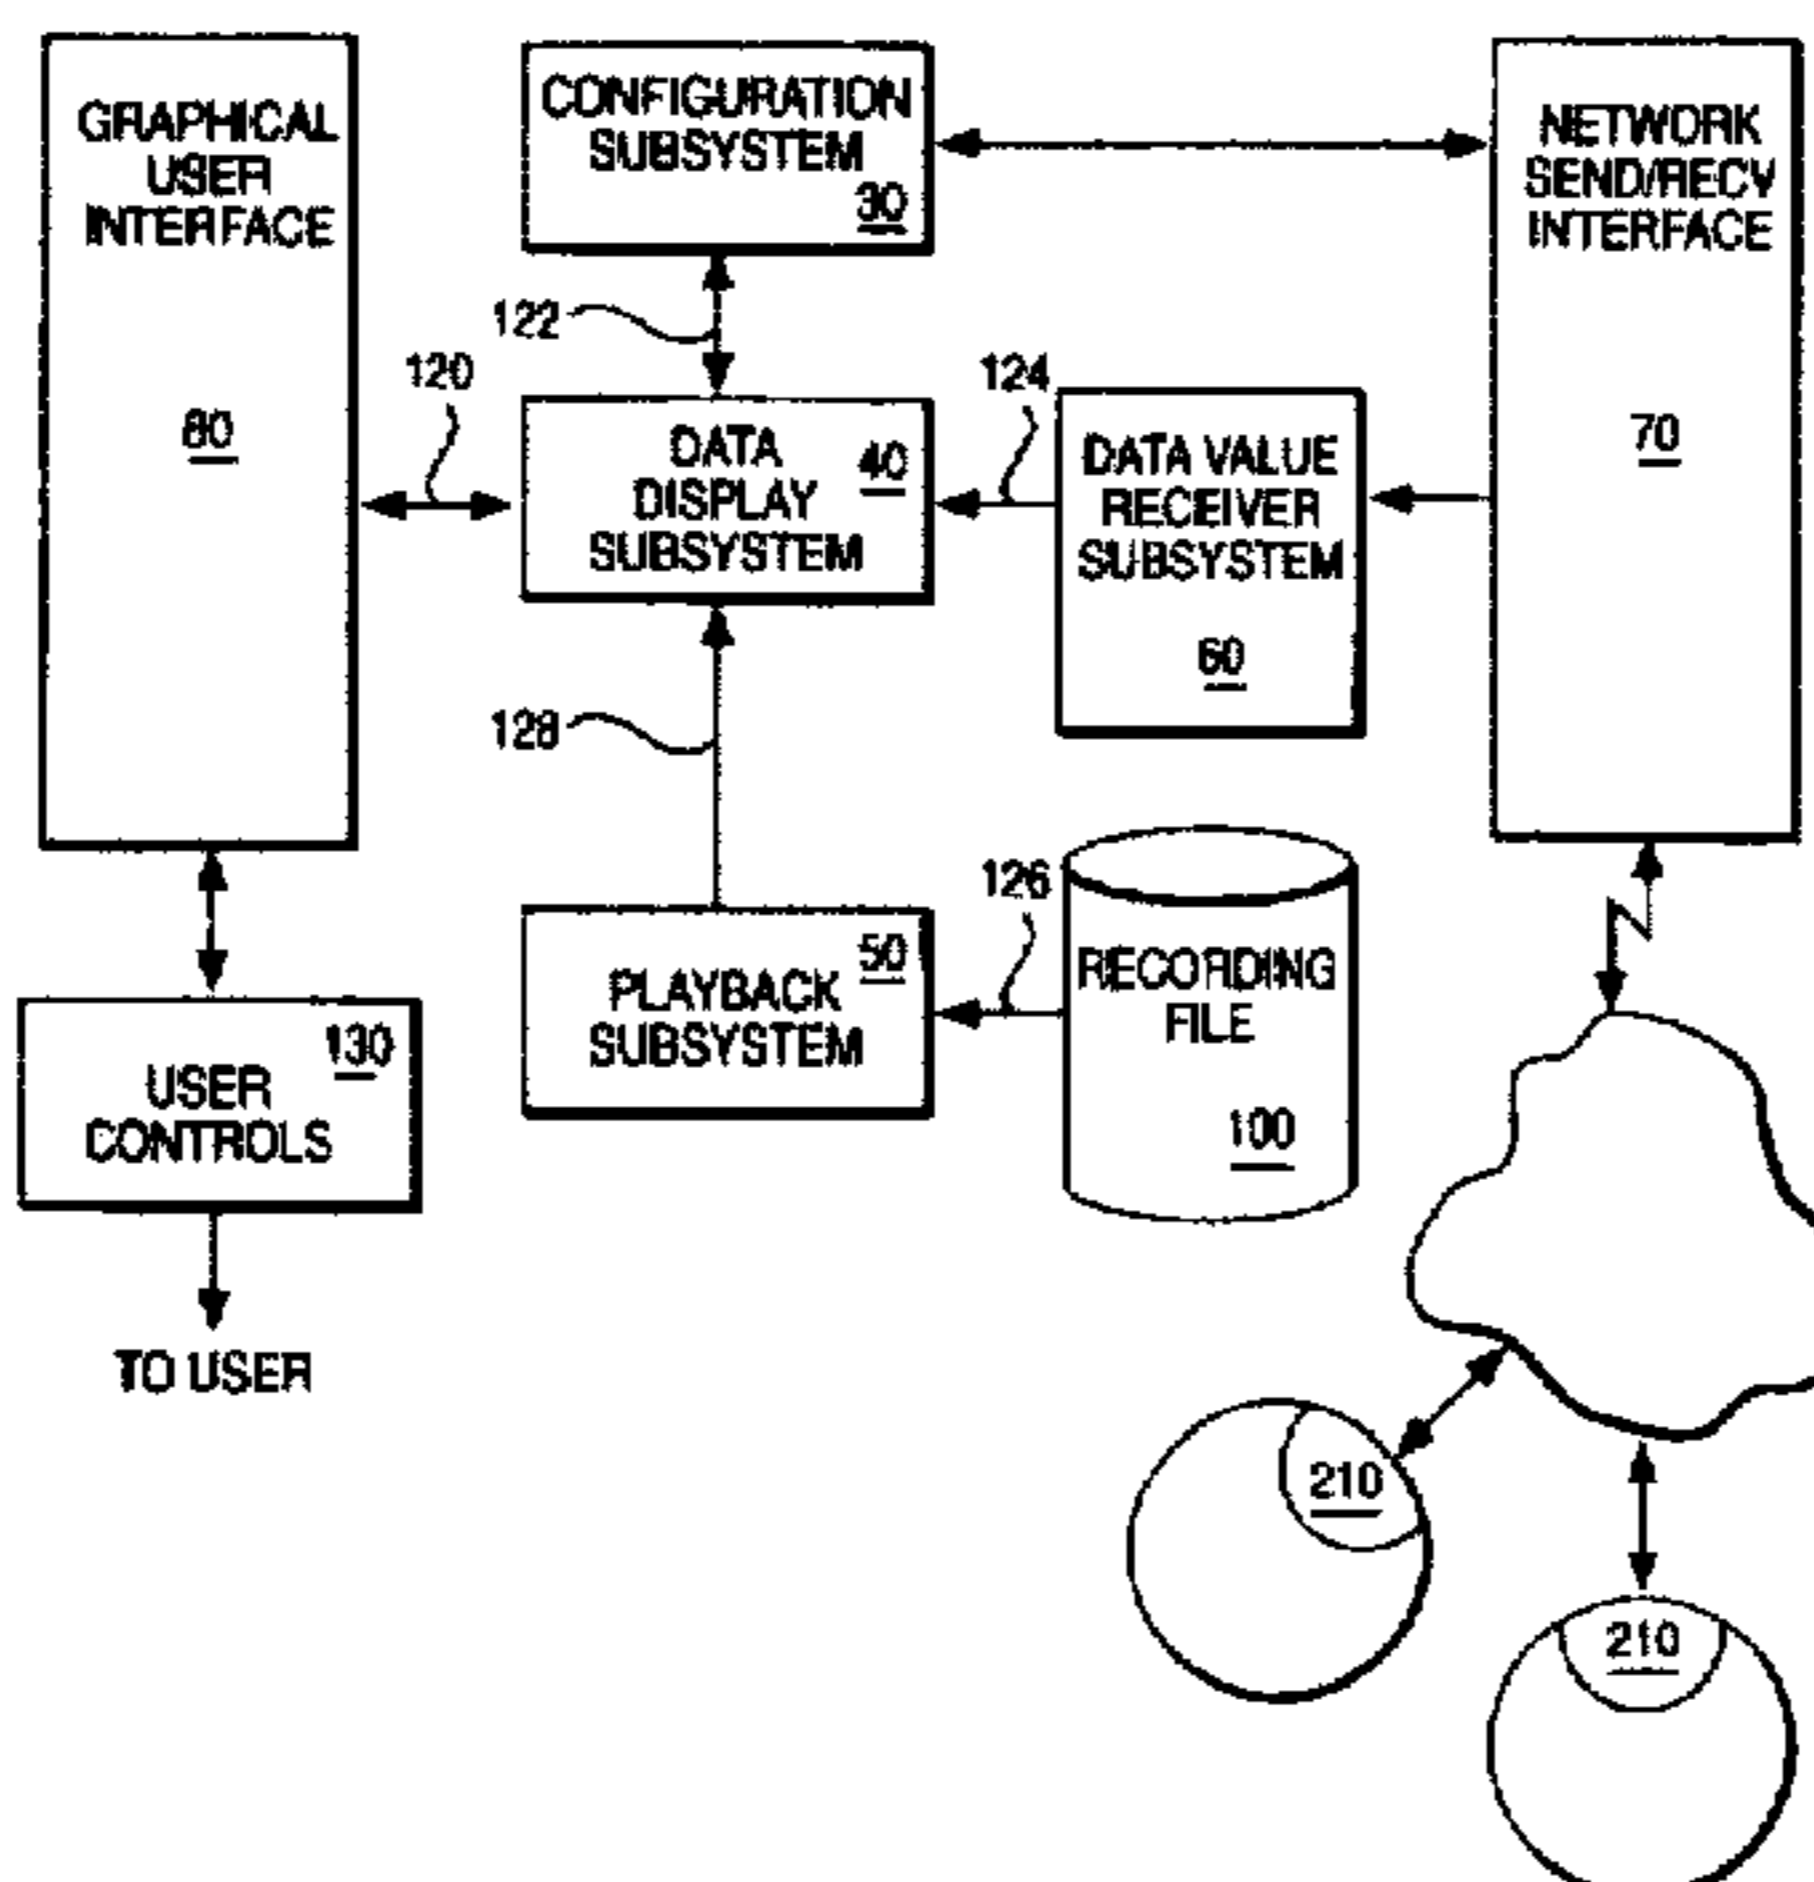 GRAPHICAL
USER
INTERFACE
80
CONFIGURATION
SUBSYSTEM
30
NETWORK
SEND/RECV
INTERFACE
70
122
120
124
DATA
DISPLAY
SUBSYSTEM
40
DATA VALUE
RECEIVER
SUBSYSTEM
60
128
126
PLAYBACK
SUBSYSTEM
50
RECORDING
FILE
100
130
USER
CONTROLS
TO USER
210
210